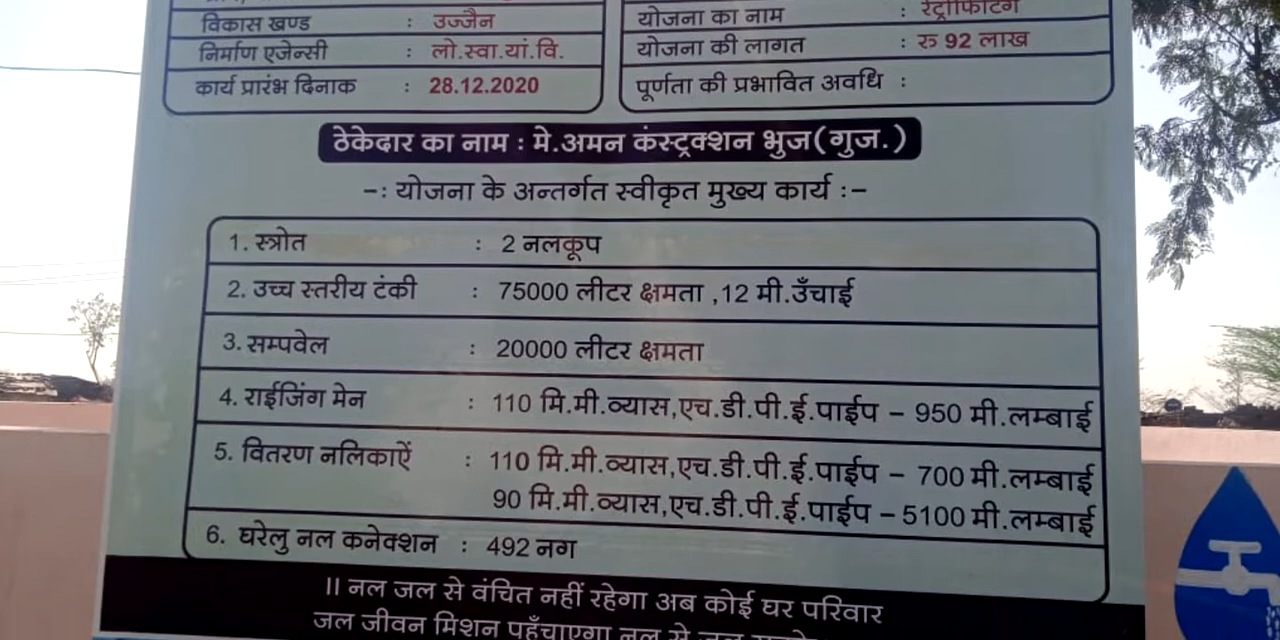 विकास खण्ड : उज्जैन
निर्माण एजेन्सी : लो.स्वा.यां.वि.
कार्य प्रारंभ दिनाक : 28.12.2020
योजना का नाम : रेट्रोफिटिंग
योजना की लागत : रु 92 लाख
पूर्णता की प्रभावित अवधि :
ठेकेदार का नाम : मे.अमन कंस्ट्रक्शन भुज(गुज.)
-: योजना के अन्तर्गत स्वीकृत मुख्य कार्य :-
1. स्त्रोत : 2 नलकूप
2. उच्च स्तरीय टंकी : 75000 लीटर क्षमता ,12 मी.उँचाई
3. सम्पवेल : 20000 लीटर क्षमता
4. राईजिंग मेन : 110 मि.मी.व्यास,एच.डी.पी.ई.पाईप – 950 मी.लम्बाई
5. वितरण नलिकाऐं : 110 मि.मी.व्यास,एच.डी.पी.ई.पाईप – 700 मी.लम्बाई
90 मि.मी.व्यास,एच.डी.पी.ई.पाईप – 5100 मी.लम्बाई
6. घरेलु नल कनेक्शन : 492 नग
।। नल जल से वंचित नहीं रहेगा अब कोई घर परिवार
जल जीवन मिशन पहुँचाएगा नल से जल